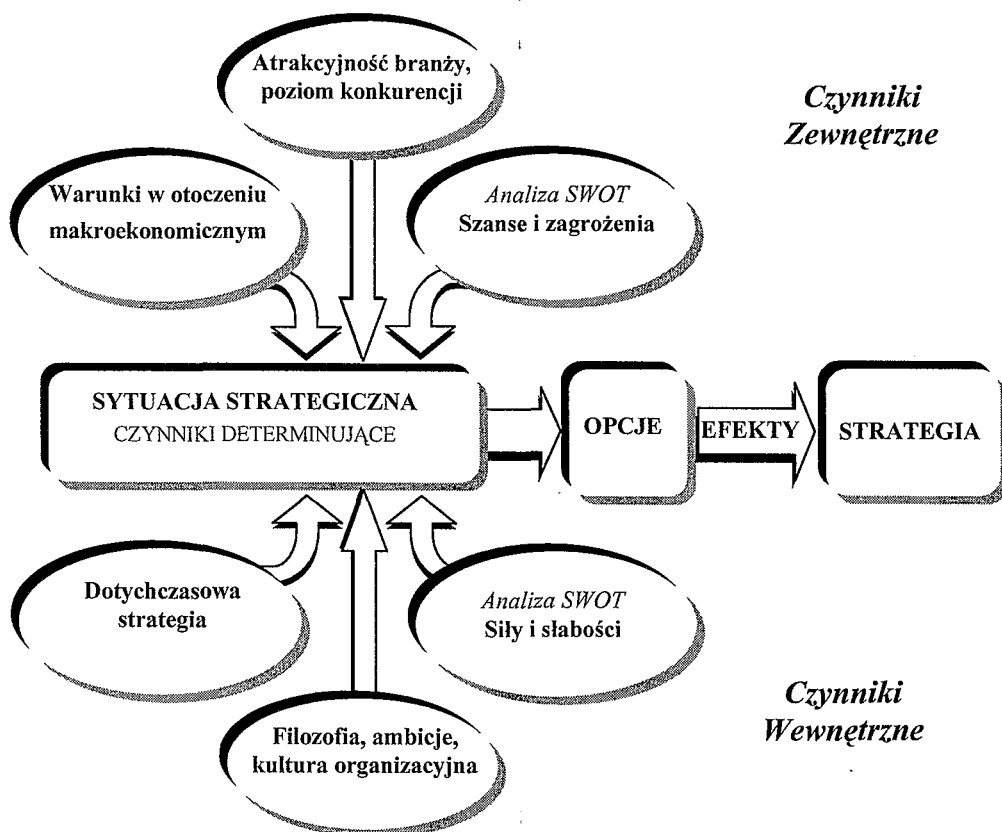 Atrakcyjność branży,
poziom konkurencji
Czynniki
Zewnętrzne
Warunki w otoczeniu
makroekonomicznym
Analiza SWOT
Szanse i zagrożenia
SYTUACJA STRATEGICZNA
CZYNNIKI DETERMINUJĄCE
OPCJE
EFEKTY
STRATEGIA
Dotychczasowa
strategia
Analiza SWOT
Siły i słabości
Filozofia, ambicje,
kultura organizacyjna
Czynniki
Wewnętrzne